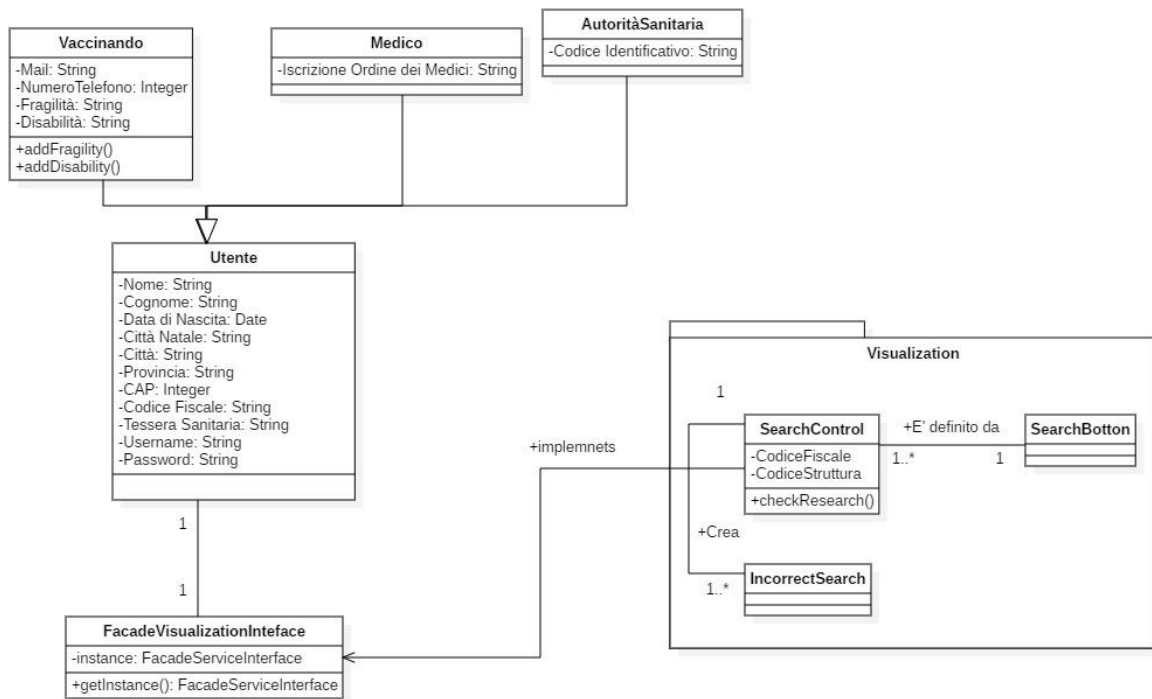 Vaccinando
-Mail: String
-NumeroTelefono: Integer
-Fragilità: String
-Disabilità: String
+addFragility()
+addDisability()
Medico
-Iscrizione Ordine dei Medici: String
AutoritàSanitaria
-Codice Identificativo: String
Utente
-Nome: String
-Cognome: String
-Data di Nascita: Date
-Città Natale: String
-Città: String
-Provincia: String
-CAP: Integer
-Codice Fiscale: String
-Tessera Sanitaria: String
-Username: String
-Password: String
1
1
FacadeVisualizationInteface
-instance: FacadeServiceInterface
+getInstance(): FacadeServiceInterface
+implemnets
Visualization
1
SearchControl
-CodiceFiscale
-CodiceStruttura
+checkResearch()
+E' definito da
1..*
1
SearchBotton
+Crea
1..*
IncorrectSearch